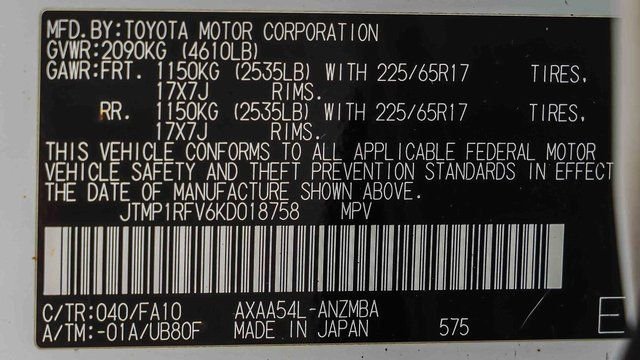 MFD.BY:TOYOTA MOTOR CORPORATION
GVWR:2090KG (4610LB)
GAWR:FRT. 1150KG (2535LB) WITH 225/65R17 TIRES,
17X7J RIMS.
RR. 1150KG (2535LB) WITH 225/65R17 TIRES,
17X7J RIMS.
THIS VEHICLE CONFORMS TO ALL APPLICABLE FEDERAL MOTOR
VEHICLE SAFETY AND THEFT PREVENTION STANDARDS IN EFFECT
THE DATE OF MANUFACTURE SHOWN ABOVE.
JTMP1RFV6KD018758 MPV
C/TR:040/FA10 AXAA54L-ANZMBA
A/TM:-01A/UB80F MADE IN JAPAN 575 E